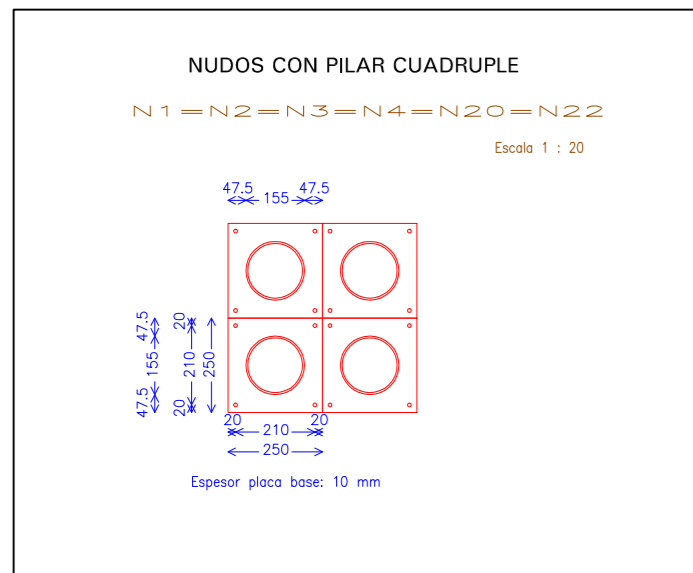 NUDOS CON PILAR CUADRUPLE
N1=N2=N3=N4=N20=N22
Escala 1 : 20
47.5 155 47.5
47.5 155 47.5
20 210 20
250
20 210 20
250
Espesor placa base: 10 mm